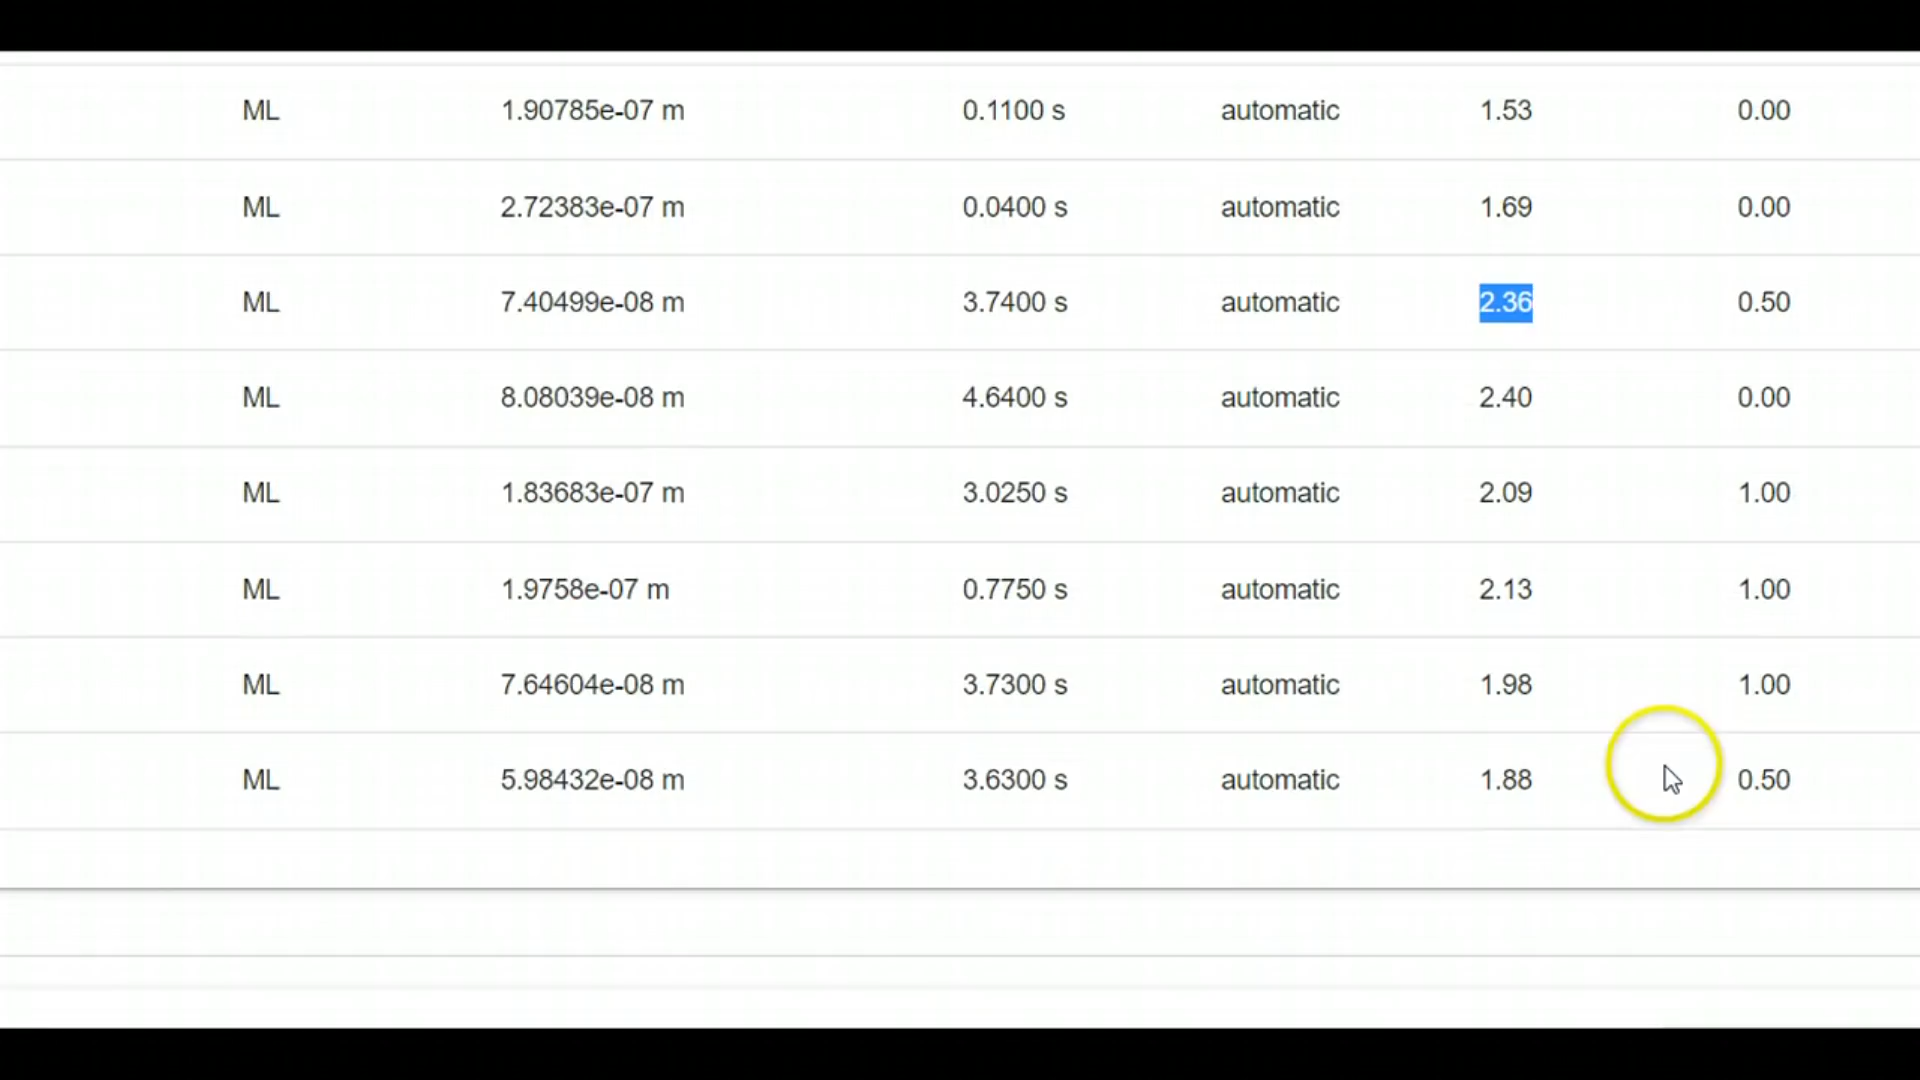 ML 1.90785e-07 m 0.1100 s automatic 1.53 0.00
ML 2.72383e-07 m 0.0400 s automatic 1.69 0.00
ML 7.40499e-08 m 3.7400 s automatic 2.36 0.50
ML 8.08039e-08 m 4.6400 s automatic 2.40 0.00
ML 1.83683e-07 m 3.0250 s automatic 2.09 1.00
ML 1.9758e-07 m 0.7750 s automatic 2.13 1.00
ML 7.64604e-08 m 3.7300 s automatic 1.98 1.00
ML 5.98432e-08 m 3.6300 s automatic 1.88 0.50